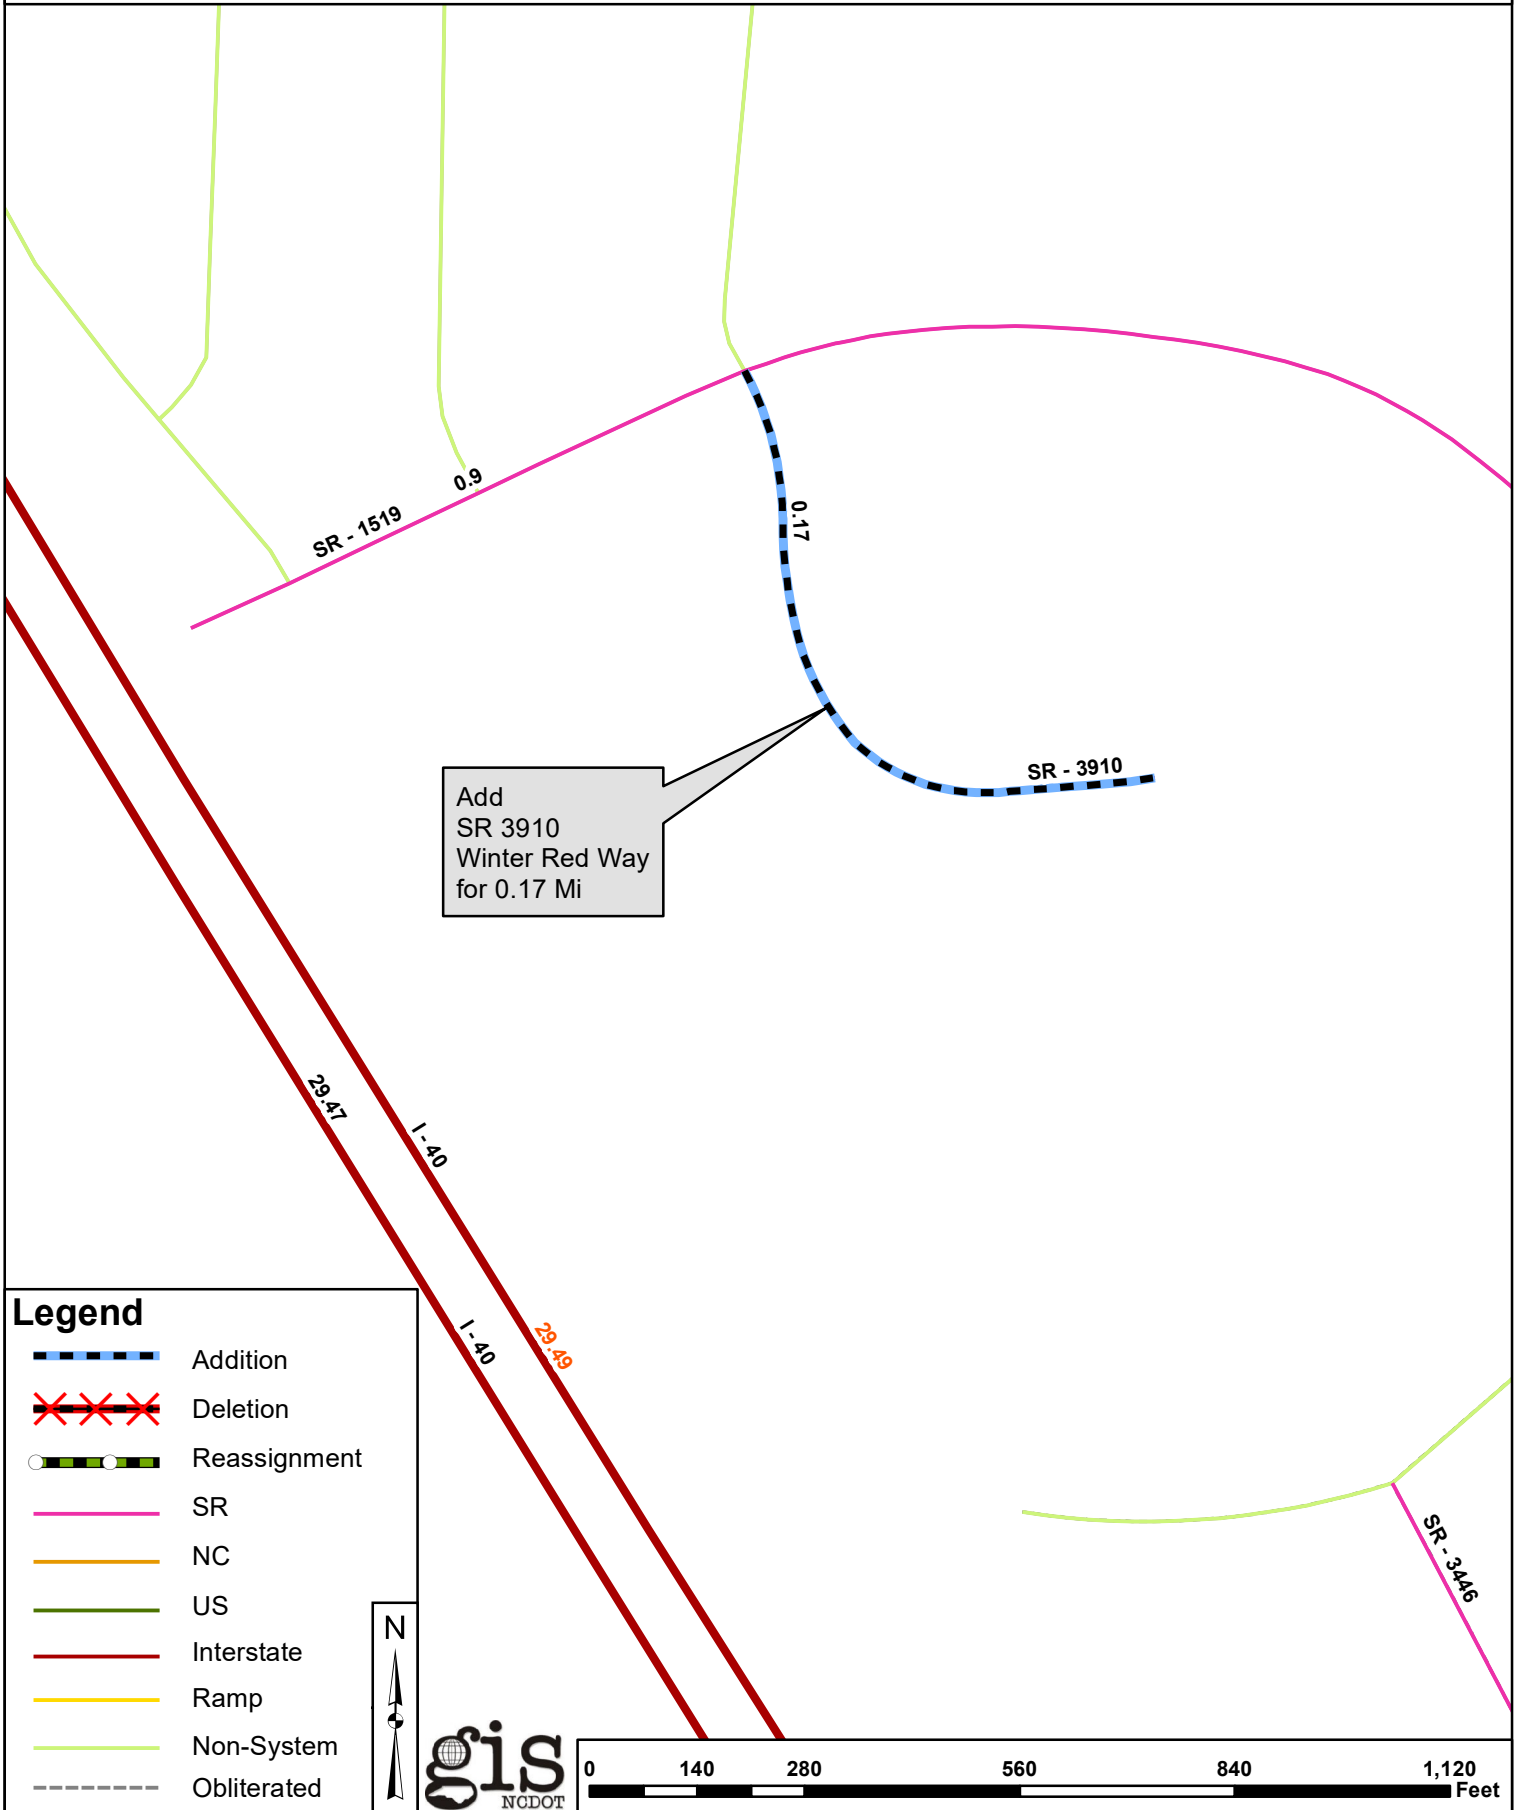 0.9
SR - 1519
0.17
SR - 3910
Add
SR 3910
Winter Red Way
for 0.17 Mi
29.47
I - 40
I - 40
29.49
SR - 3446
Legend
Addition
Deletion
Reassignment
SR
NC
US
Interstate
Ramp
Non-System
Obliterated
N
gis
NCDOT
0 140 280 560 840 1,120
Feet